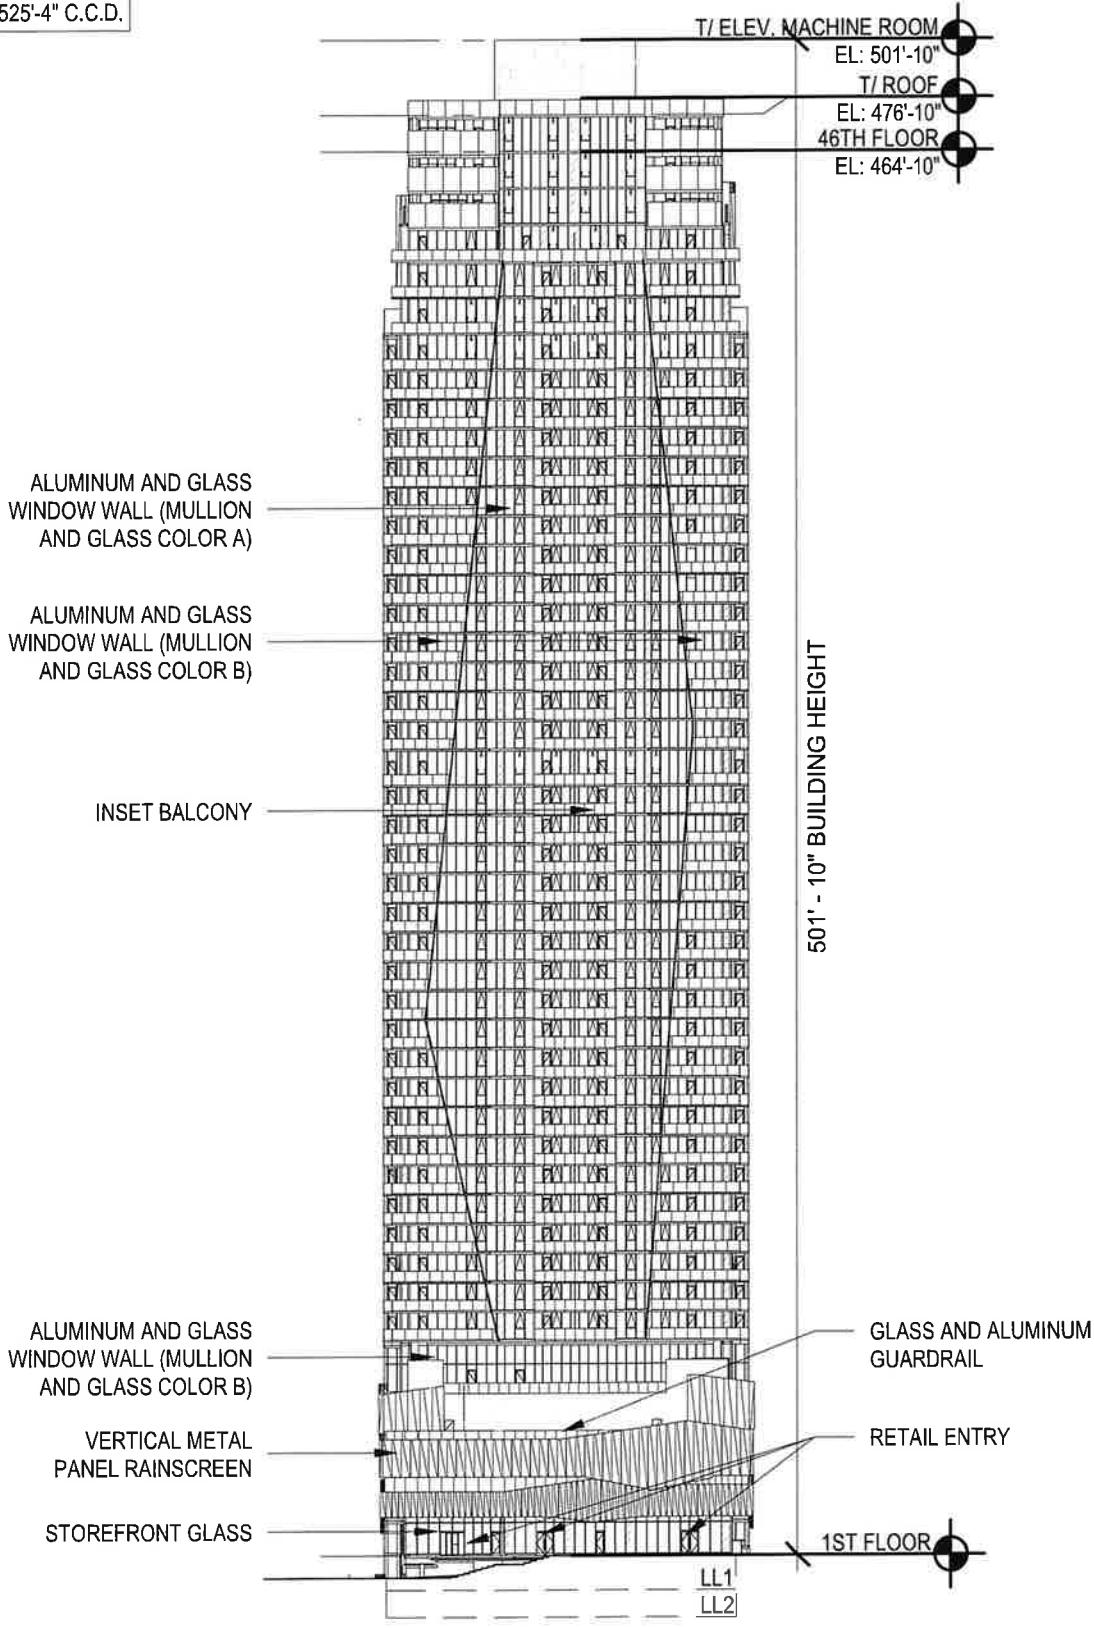 525'-4" C.C.D.
T/ ELEV. MACHINE ROOM
EL: 501'-10"
T/ ROOF
EL: 476'-10"
46TH FLOOR
EL: 464'-10"
ALUMINUM AND GLASS
WINDOW WALL (MULLION
AND GLASS COLOR A)
ALUMINUM AND GLASS
WINDOW WALL (MULLION
AND GLASS COLOR B)
INSET BALCONY
501' - 10" BUILDING HEIGHT
ALUMINUM AND GLASS
WINDOW WALL (MULLION
AND GLASS COLOR B)
GLASS AND ALUMINUM
GUARDRAIL
VERTICAL METAL
PANEL RAINSCREEN
RETAIL ENTRY
STOREFRONT GLASS
1ST FLOOR
LL1
LL2